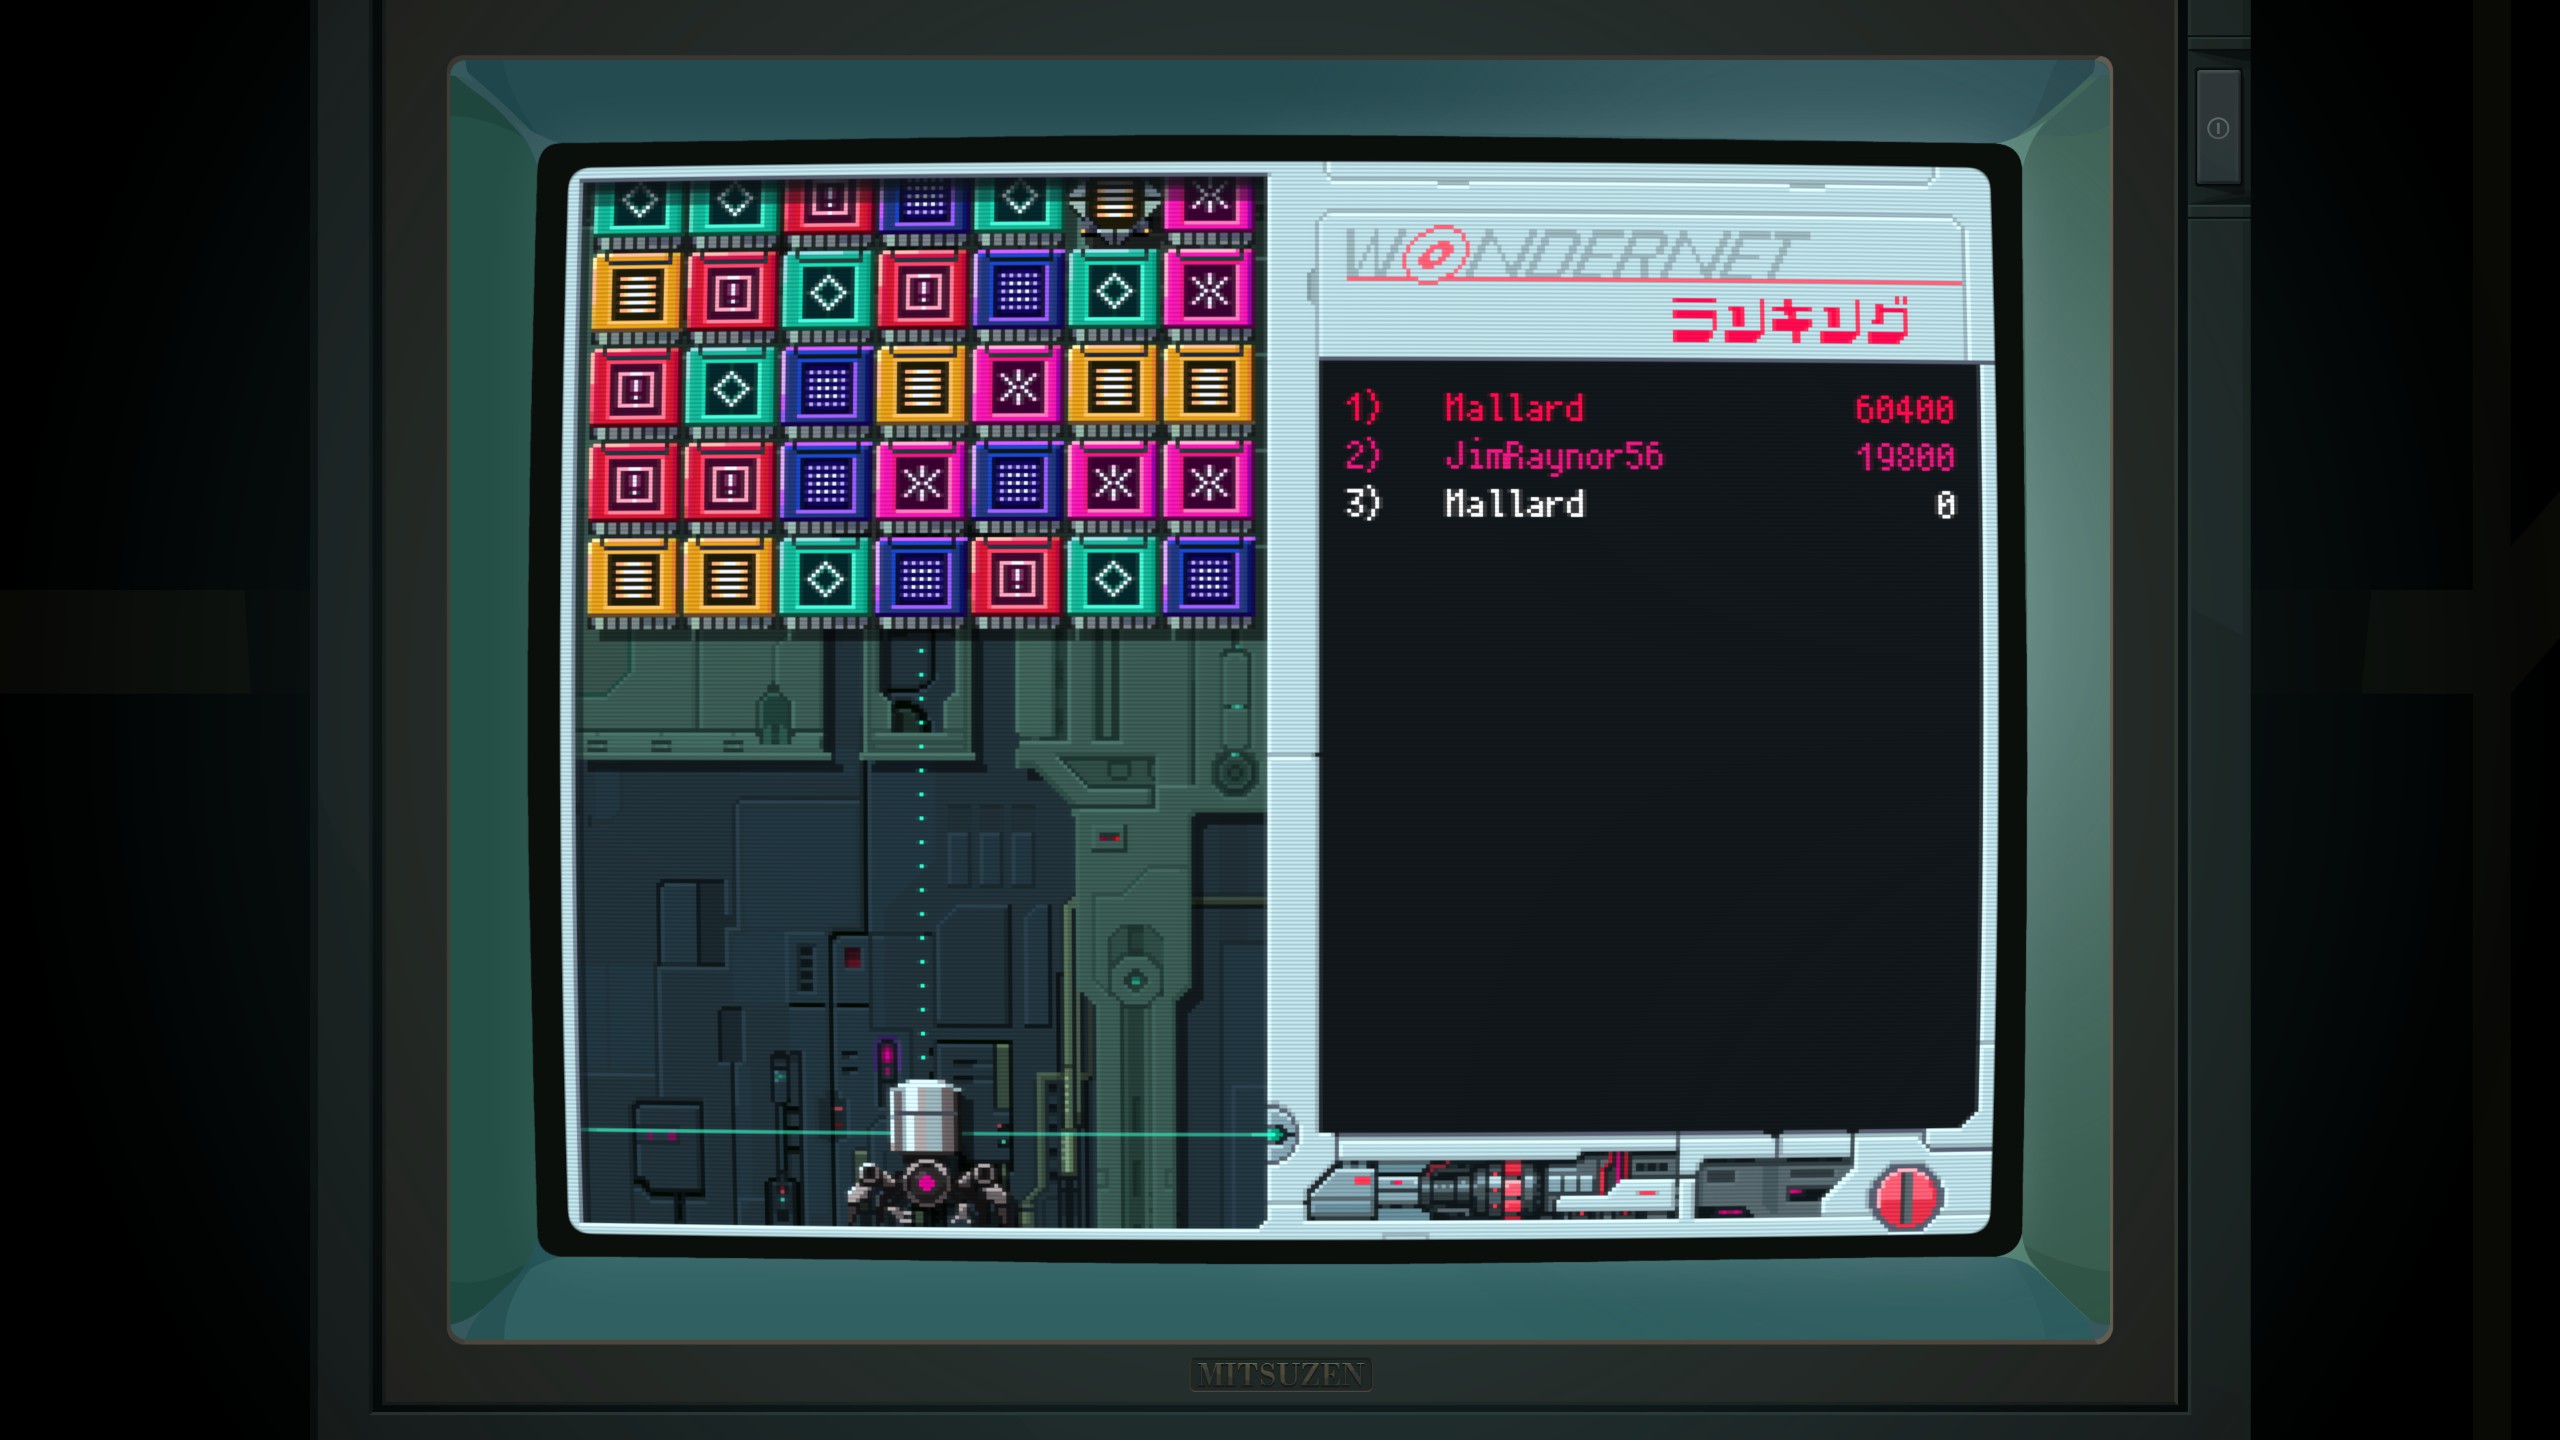 WONDERNET
ランキング
1) Mallard 60400
2) JimRaynor56 19800
3) Mallard 0
MITSUZEN